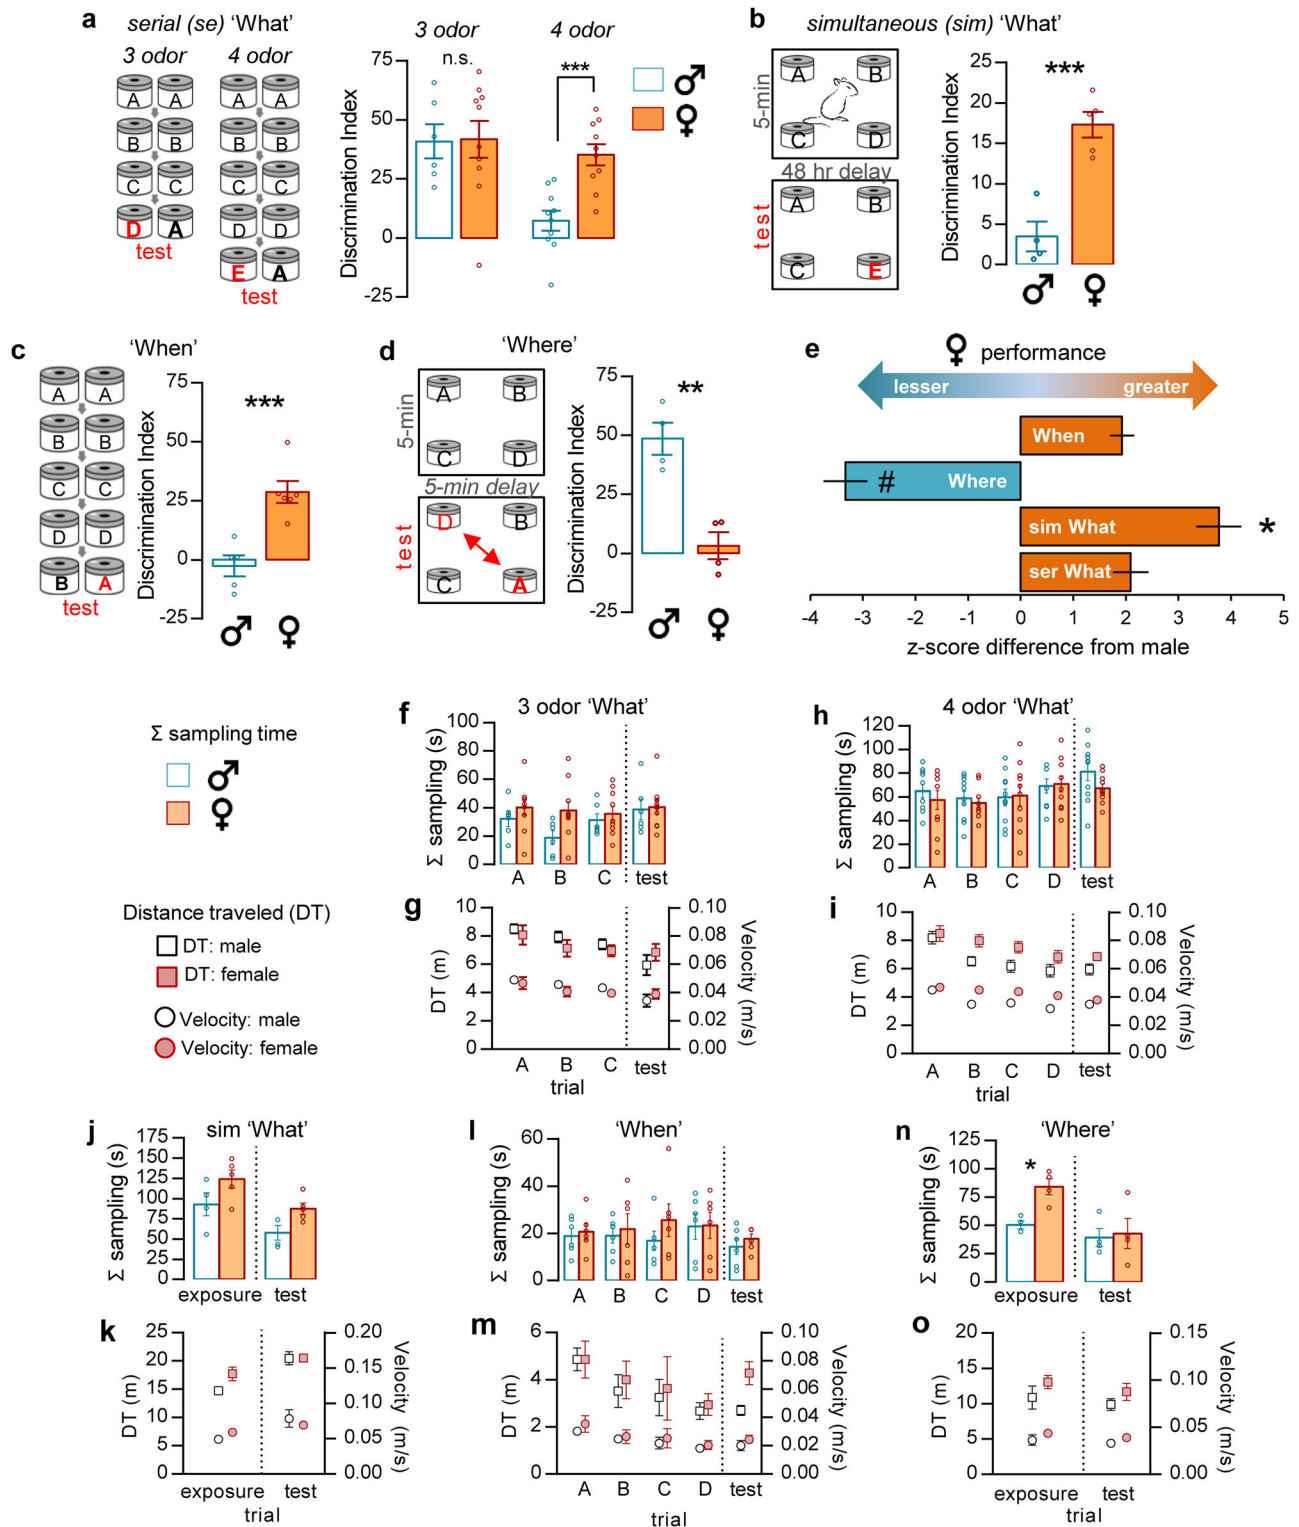 a
serial (se) ‘What’
3 odor
4 odor
A A
B B
C C
D A
test
A A
B B
C C
D D
E A
test
3 odor
4 odor
n.s.
***
Discrimination Index
75
50
25
0
-25
♂
♀
b
simultaneous (sim) ‘What’
5-min
A B
C D
48 hr delay
test
A B
C E
Discrimination Index
25
20
15
10
5
0
***
♂ ♀
c
‘When’
A A
B B
C C
D D
B A
test
Discrimination Index
75
50
25
0
-25
***
♂ ♀
d
‘Where’
5-min
A B
C D
5-min delay
test
D B
C A
Discrimination Index
75
50
25
0
-25
**
♂ ♀
e
♀ performance
lesser greater
When
# Where
sim What *
ser What
-4 -3 -2 -1 0 1 2 3 4 5
z-score difference from male
Σ sampling time
♂
♀
Distance traveled (DT)
DT: male
DT: female
Velocity: male
Velocity: female
f
3 odor ‘What’
Σ sampling (s)
100
80
60
40
20
0
A B C test
g
DT (m)
10
8
6
4
2
0
0.10
0.08
0.06
0.04
0.02
0.00
Velocity (m/s)
A B C test
trial
h
4 odor ‘What’
Σ sampling (s)
120
100
80
60
40
20
0
A B C D test
i
DT (m)
10
8
6
4
2
0
0.10
0.08
0.06
0.04
0.02
0.00
Velocity (m/s)
A B C D test
trial
j
sim ‘What’
Σ sampling (s)
175
150
125
100
75
50
25
0
exposure test
k
DT (m)
25
20
15
10
5
0
0.20
0.15
0.10
0.05
0.00
Velocity (m/s)
exposure test
trial
l
‘When’
Σ sampling (s)
60
40
20
0
A B C D test
m
DT (m)
6
4
2
0
0.10
0.08
0.06
0.04
0.02
0.00
Velocity (m/s)
A B C D test
trial
n
‘Where’
Σ sampling (s)
125
100
75
50
25
0
*
exposure test
o
DT (m)
20
15
10
5
0
0.15
0.10
0.05
0.00
Velocity (m/s)
exposure test
trial